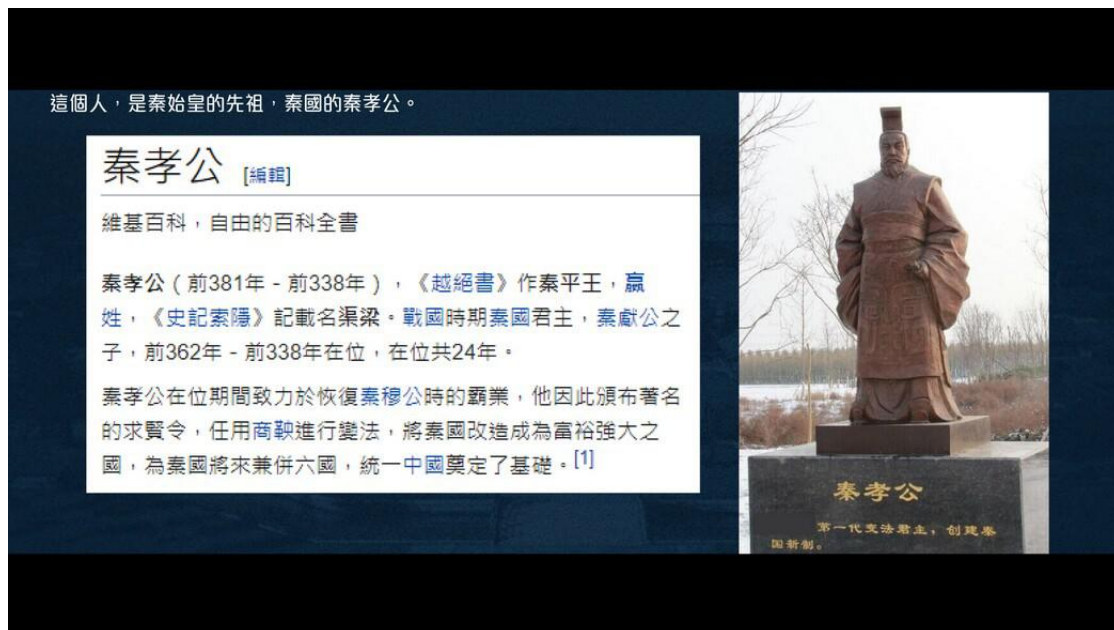 這個人，是秦始皇的先祖，秦國的秦孝公。
秦孝公 [編輯]
維基百科，自由的百科全書
秦孝公（前381年 - 前338年），《越絕書》作秦平王，嬴
姓，《史記索隱》記載名渠梁。戰國時期秦國君主，秦獻公之
子，前362年 - 前338年在位，在位共24年。
秦孝公在位期間致力於恢復秦穆公時的霸業，他因此頒布著名
的求賢令，任用商鞅進行變法，將秦國改造成為富裕強大之
國，為秦國將來兼併六國，統一中國奠定了基礎。[1]
秦孝公
第一代变法君主，创建秦
国新制。